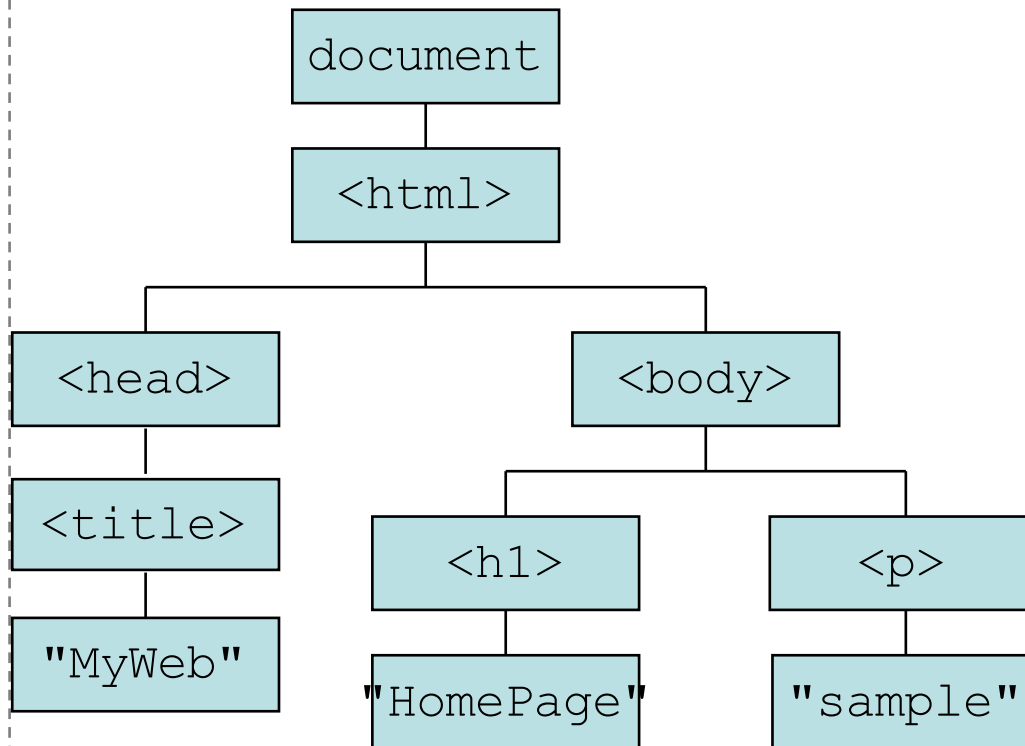 document
<html>
<head>
<body>
<title>
<h1>
<p>
"MyWeb"
"HomePage"
"sample"